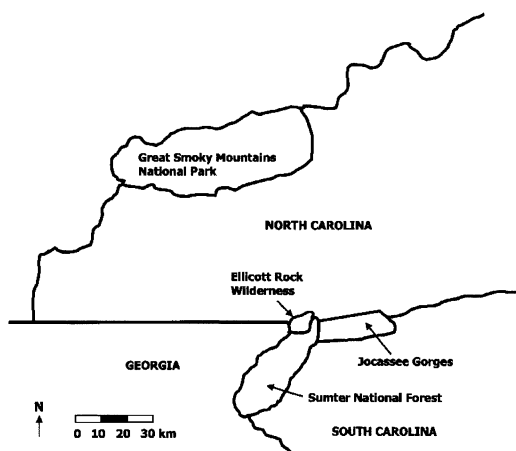 Great Smoky Mountains
National Park
NORTH CAROLINA
Ellicott Rock
Wilderness
GEORGIA
Jocassee Gorges
Sumter National Forest
N
0 10 20 30 km
SOUTH CAROLINA